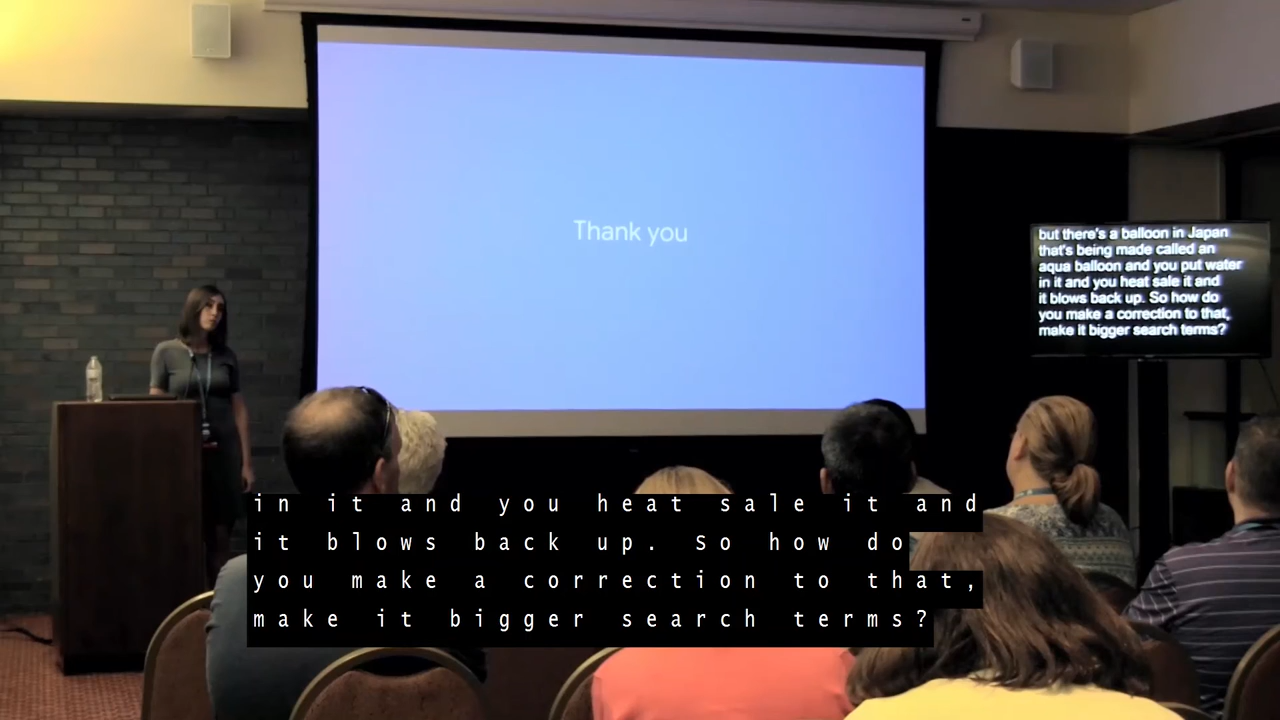 Thank you
but there's a balloon in Japan
that's being made called an
aqua balloon and you put water
in it and you heat sale it and
it blows back up. So how do
you make a correction to that,
make it bigger search terms?
in it and you heat sale it and
it blows back up. So how do
you make a correction to that,
make it bigger search terms?